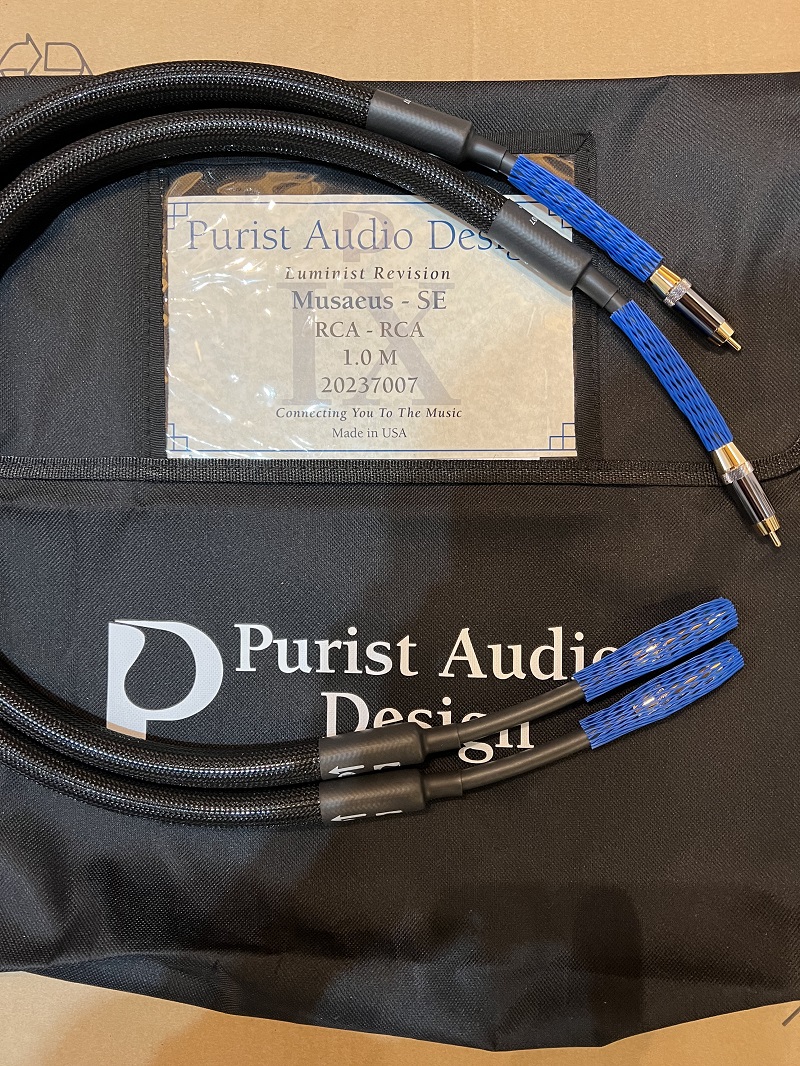 Purist Audio Design
Luminist Revision
IX
Musaeus - SE
RCA - RCA
1.0 M
20237007
Connecting You To The Music
Made in USA
Purist Audio
Design